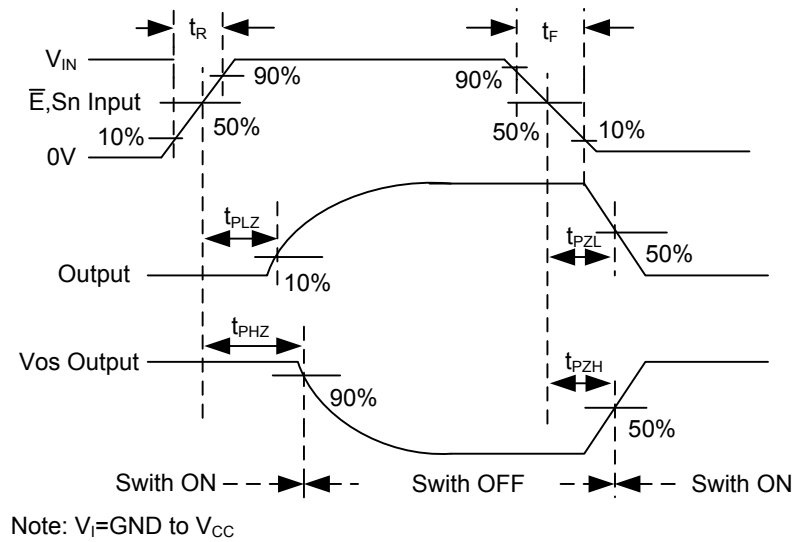 tR
tF
VIN
90%
90%
E̅,Sn Input
50%
50%
10%
10%
0V
tPLZ
tPZL
50%
Output
10%
tPHZ
Vos Output
tPZH
90%
50%
Swith ON
Swith OFF
Swith ON
Note: VI=GND to VCC